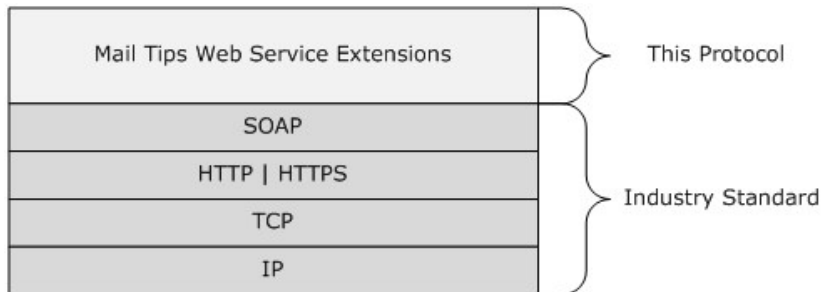 Mail Tips Web Service Extensions
This Protocol
SOAP
HTTP | HTTPS
Industry Standard
TCP
IP